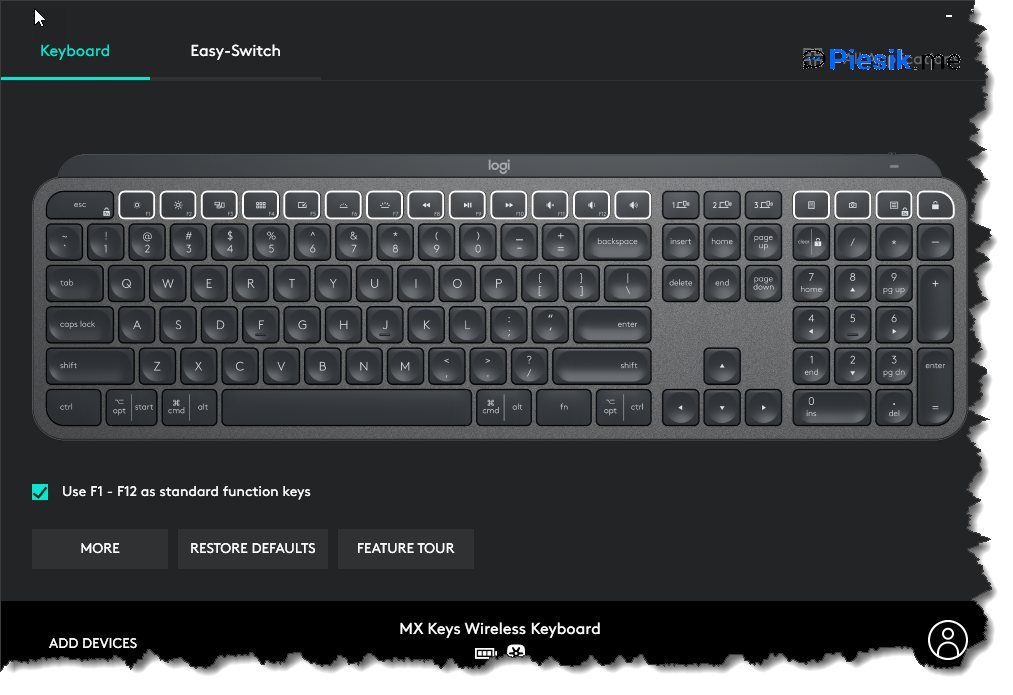 Keyboard Easy-Switch
Piesik.me
logi
esc F1 F2 F3 F4 F5 F6 F7 F8 F9 F10 F11 F12 1 2 3
~ ! @ # $ % ^ & * ( ) _ + backspace insert home page up clear / * −
` 1 2 3 4 5 6 7 8 9 0 - =
tab Q W E R T Y U I O P { [ } ] | \ delete end page down 7 home 8 9 pg up +
caps lock A S D F G H J K L : ; “ ‘ enter 4 5 6
shift Z X C V B N M < , > . ? / shift 1 end 2 3 pg dn enter
ctrl opt start cmd alt cmd alt fn opt ctrl 0 ins . del =
Use F1 - F12 as standard function keys
MORE RESTORE DEFAULTS FEATURE TOUR
MX Keys Wireless Keyboard
ADD DEVICES